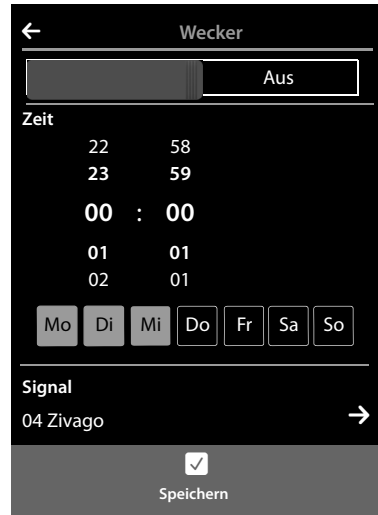 Wecker
Aus
Zeit
22 58
23 59
00 : 00
01 01
02 01
Mo Di Mi Do Fr Sa So
Signal
04 Zivago
Speichern